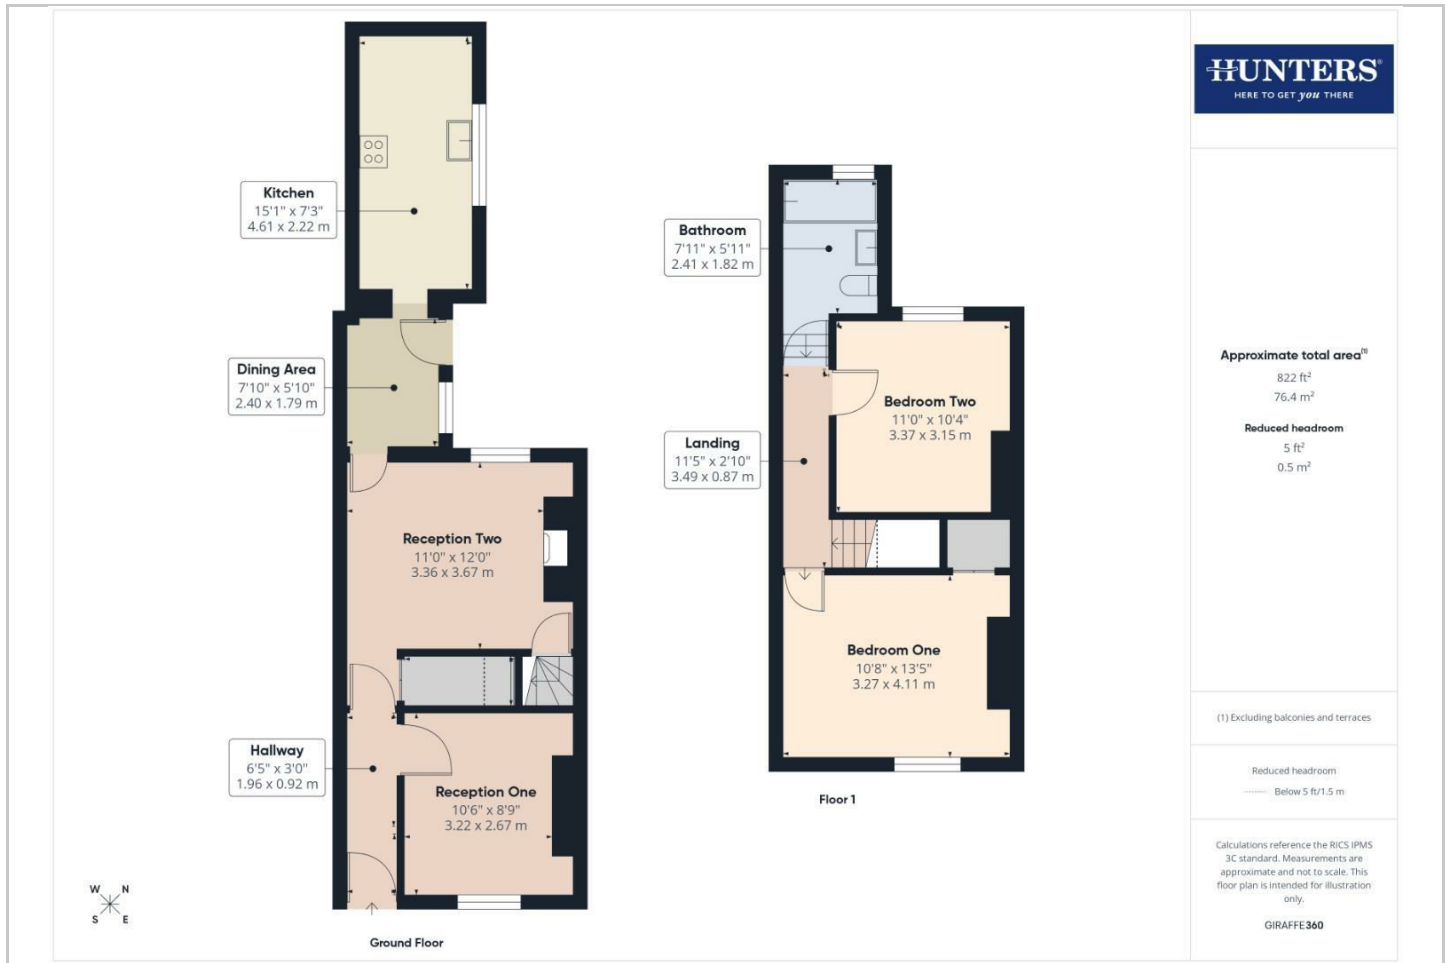 Kitchen
15'1" x 7'3"
4.61 x 2.22 m
Dining Area
7'10" x 5'10"
2.40 x 1.79 m
Reception Two
11'0" x 12'0"
3.36 x 3.67 m
Hallway
6'5" x 3'0"
1.96 x 0.92 m
Reception One
10'6" x 8'9"
3.22 x 2.67 m
W N
S E
Ground Floor
Bathroom
7'11" x 5'11"
2.41 x 1.82 m
Bedroom Two
11'0" x 10'4"
3.37 x 3.15 m
Landing
11'5" x 2'10"
3.49 x 0.87 m
Bedroom One
10'8" x 13'5"
3.27 x 4.11 m
Floor 1
HUNTERS®
HERE TO GET you THERE
Approximate total area⁽¹⁾
822 ft²
76.4 m²
Reduced headroom
5 ft²
0.5 m²
(1) Excluding balconies and terraces
Reduced headroom
Below 5 ft/1.5 m
Calculations reference the RICS IPMS
3C standard. Measurements are
approximate and not to scale. This
floor plan is intended for illustration
only.
GIRAFFE360